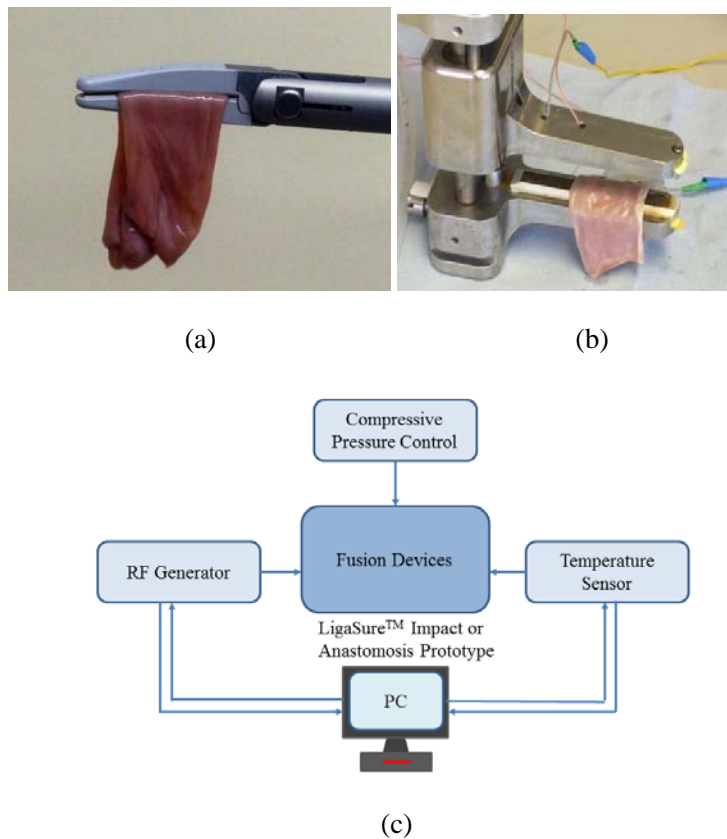 (a)
(b)
Compressive
Pressure Control
RF Generator
Fusion Devices
Temperature
Sensor
LigaSure™ Impact or
Anastomosis Prototype
PC
(c)